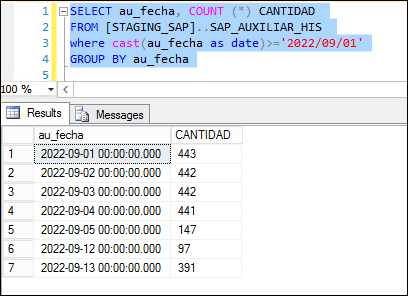 1 SELECT au_fecha, COUNT (*) CANTIDAD
2 FROM [STAGING_SAP]..SAP_AUXILIAR_HIS
3 where cast(au_fecha as date)>='2022/09/01'
4 GROUP BY au_fecha
5
100 %
Results Messages
au_fecha CANTIDAD
1 2022-09-01 00:00:00.000 443
2 2022-09-02 00:00:00.000 442
3 2022-09-03 00:00:00.000 442
4 2022-09-04 00:00:00.000 441
5 2022-09-05 00:00:00.000 147
6 2022-09-12 00:00:00.000 97
7 2022-09-13 00:00:00.000 391